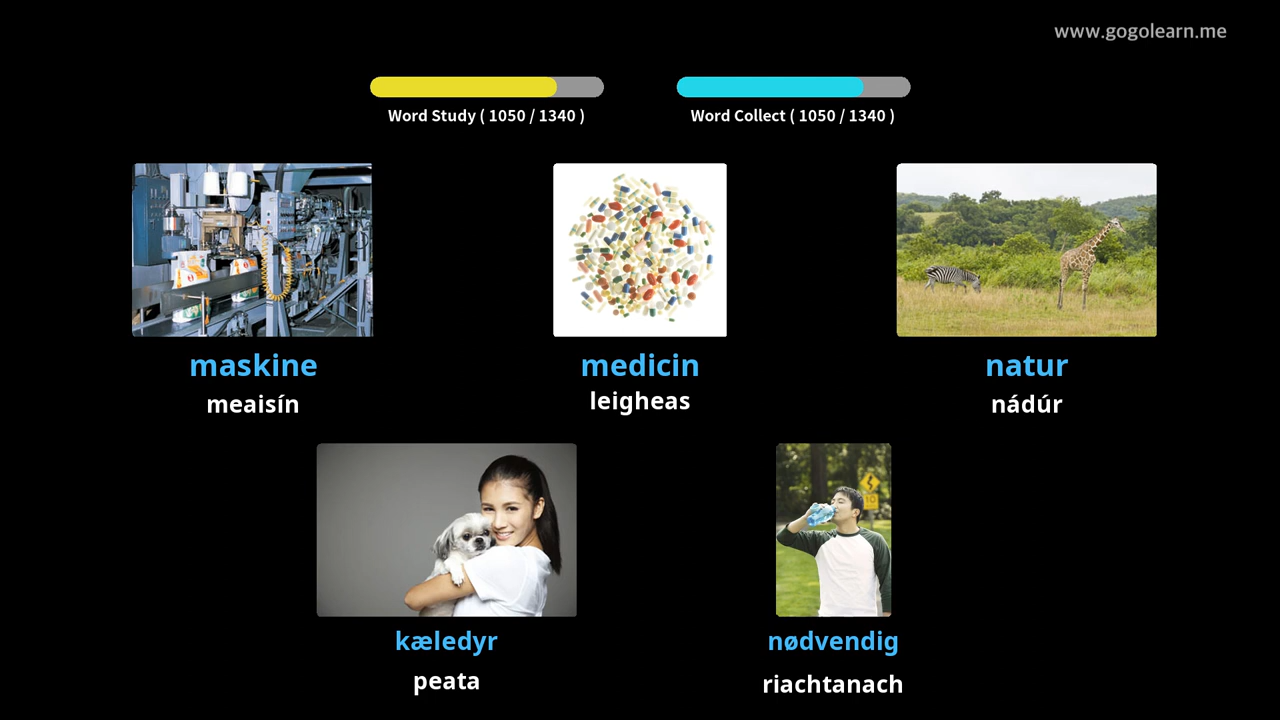 www.gogolearn.me
Word Study ( 1050 / 1340 )
Word Collect ( 1050 / 1340 )
maskine
meaisín
medicin
leigheas
natur
nádúr
kæledyr
peata
nødvendig
riachtanach